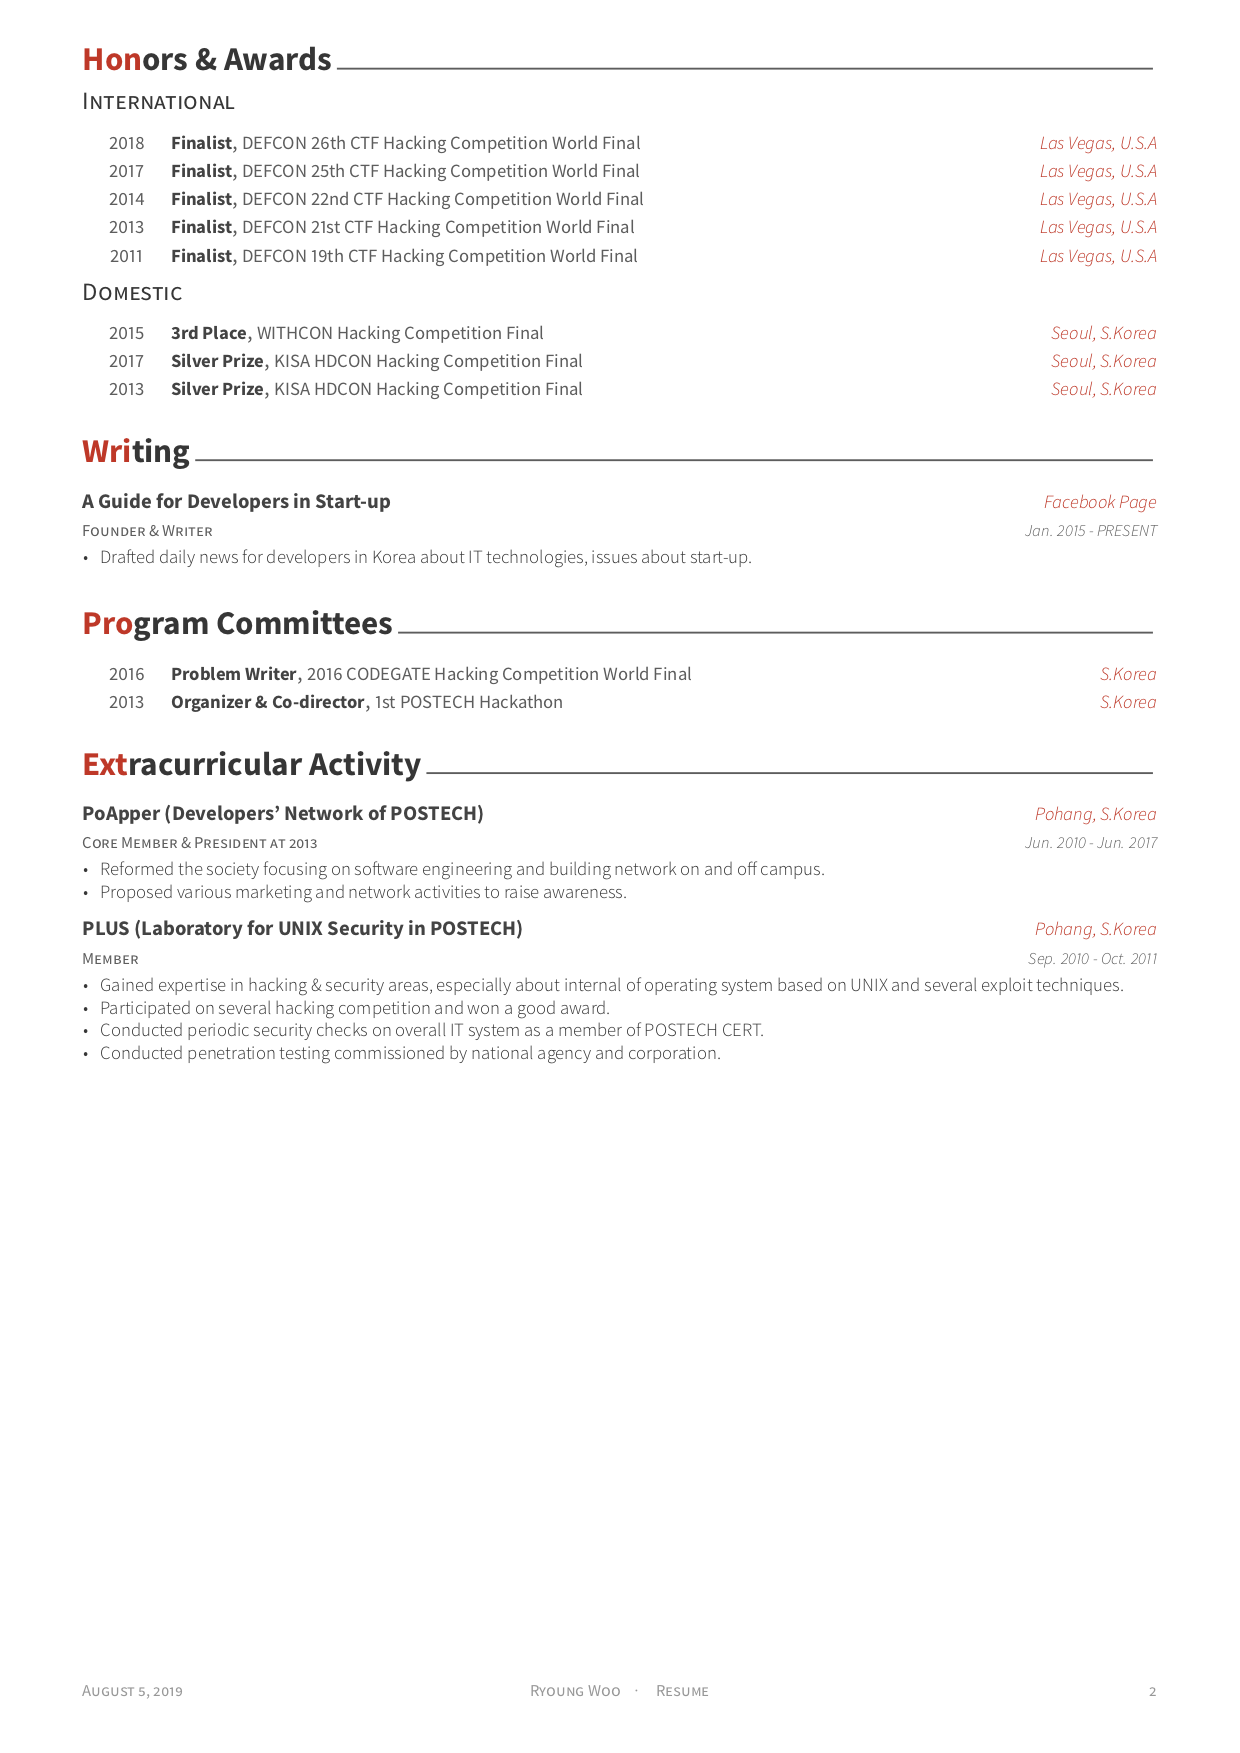 Honors & Awards
International
2018 Finalist, DEFCON 26th CTF Hacking Competition World Final Las Vegas, U.S.A
2017 Finalist, DEFCON 25th CTF Hacking Competition World Final Las Vegas, U.S.A
2014 Finalist, DEFCON 22nd CTF Hacking Competition World Final Las Vegas, U.S.A
2013 Finalist, DEFCON 21st CTF Hacking Competition World Final Las Vegas, U.S.A
2011 Finalist, DEFCON 19th CTF Hacking Competition World Final Las Vegas, U.S.A
Domestic
2015 3rd Place, WITHCON Hacking Competition Final Seoul, S.Korea
2017 Silver Prize, KISA HDCON Hacking Competition Final Seoul, S.Korea
2013 Silver Prize, KISA HDCON Hacking Competition Final Seoul, S.Korea
Writing
A Guide for Developers in Start-up Facebook Page
Founder & Writer Jan. 2015 - PRESENT
• Drafted daily news for developers in Korea about IT technologies, issues about start-up.
Program Committees
2016 Problem Writer, 2016 CODEGATE Hacking Competition World Final S.Korea
2013 Organizer & Co-director, 1st POSTECH Hackathon S.Korea
Extracurricular Activity
PoApper (Developers’ Network of POSTECH) Pohang, S.Korea
Core Member & President at 2013 Jun. 2010 - Jun. 2017
• Reformed the society focusing on software engineering and building network on and off campus.
• Proposed various marketing and network activities to raise awareness.
PLUS (Laboratory for UNIX Security in POSTECH) Pohang, S.Korea
Member Sep. 2010 - Oct. 2011
• Gained expertise in hacking & security areas, especially about internal of operating system based on UNIX and several exploit techniques.
• Participated on several hacking competition and won a good award.
• Conducted periodic security checks on overall IT system as a member of POSTECH CERT.
• Conducted penetration testing commissioned by national agency and corporation.
August 5, 2019 Ryoung Woo · Resume 2